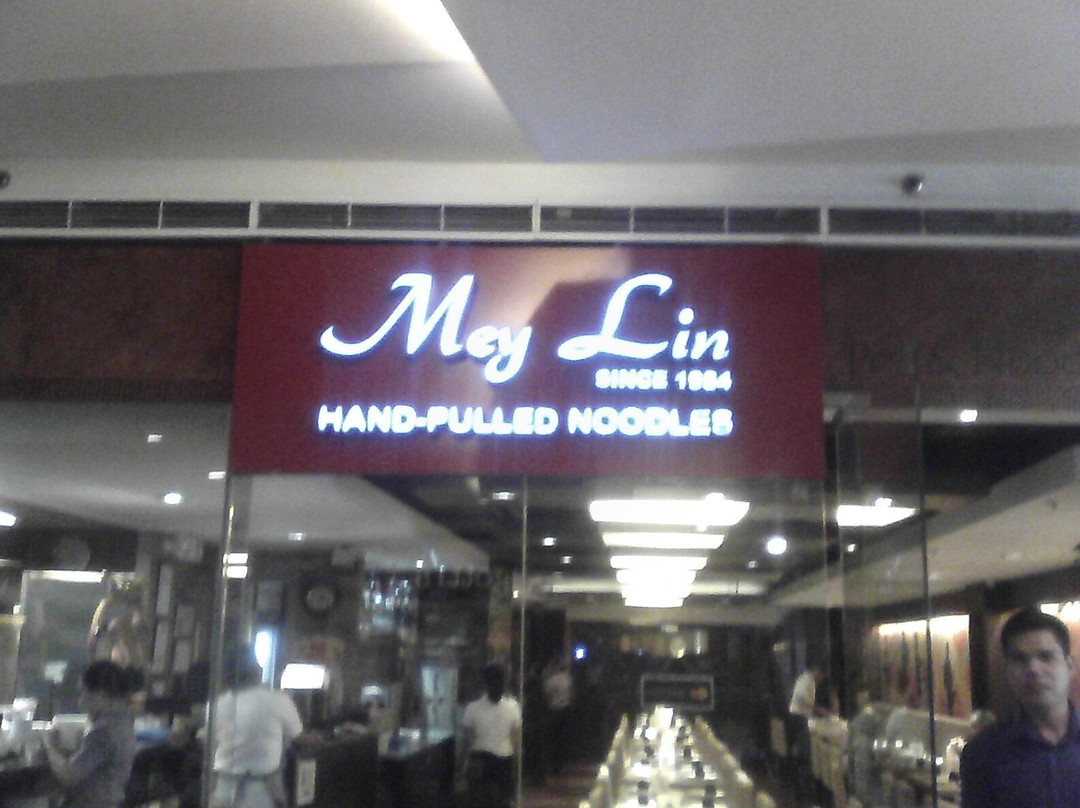 Mey Lin
SINCE 1984
HAND-PULLED NOODLES